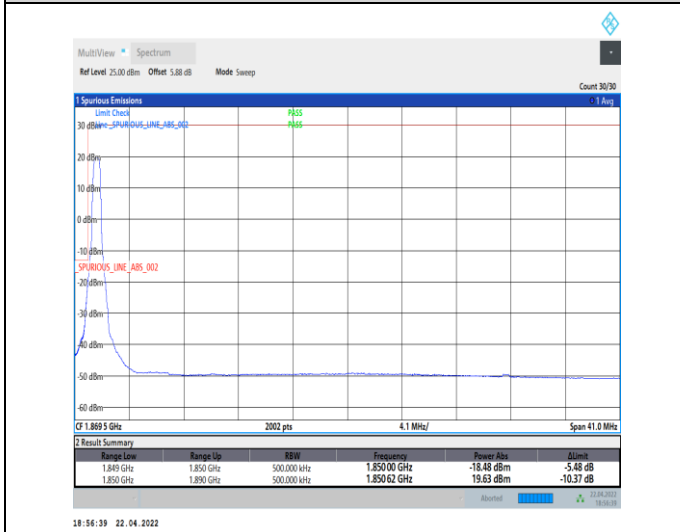 MultiView Spectrum
Ref Level 25.00 dBm Offset 5.88 dB Mode Sweep
Count 30/30
1 Spurious Emissions 1 Avg
Limit Check PASS
30 dBm Line _SPURIOUS_LINE_ABS_002 PASS
20 dBm
10 dBm
0 dBm
-10 dBm
_SPURIOUS_LINE_ABS_002
-20 dBm
-30 dBm
-40 dBm
-50 dBm
-60 dBm
CF 1.869 5 GHz 2002 pts 4.1 MHz/ Span 41.0 MHz
2 Result Summary
Range Low Range Up RBW Frequency Power Abs ΔLimit
1.849 GHz 1.850 GHz 500.000 kHz 1.850 00 GHz -18.48 dBm -5.48 dB
1.850 GHz 1.890 GHz 500.000 kHz 1.850 62 GHz 19.63 dBm -10.37 dB
Aborted 22.04.2022
18:56:39
18:56:39 22.04.2022